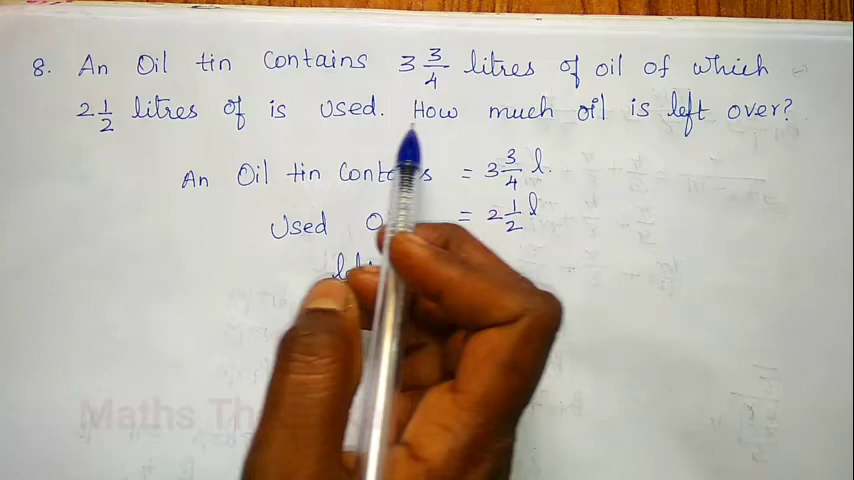 8. An Oil tin Contains 3 3/4 litres of oil of which
2 1/2 litres of is used. How much oil is left over?
An Oil tin = 3 3/4 l.
Used = 2 1/2 l
Maths